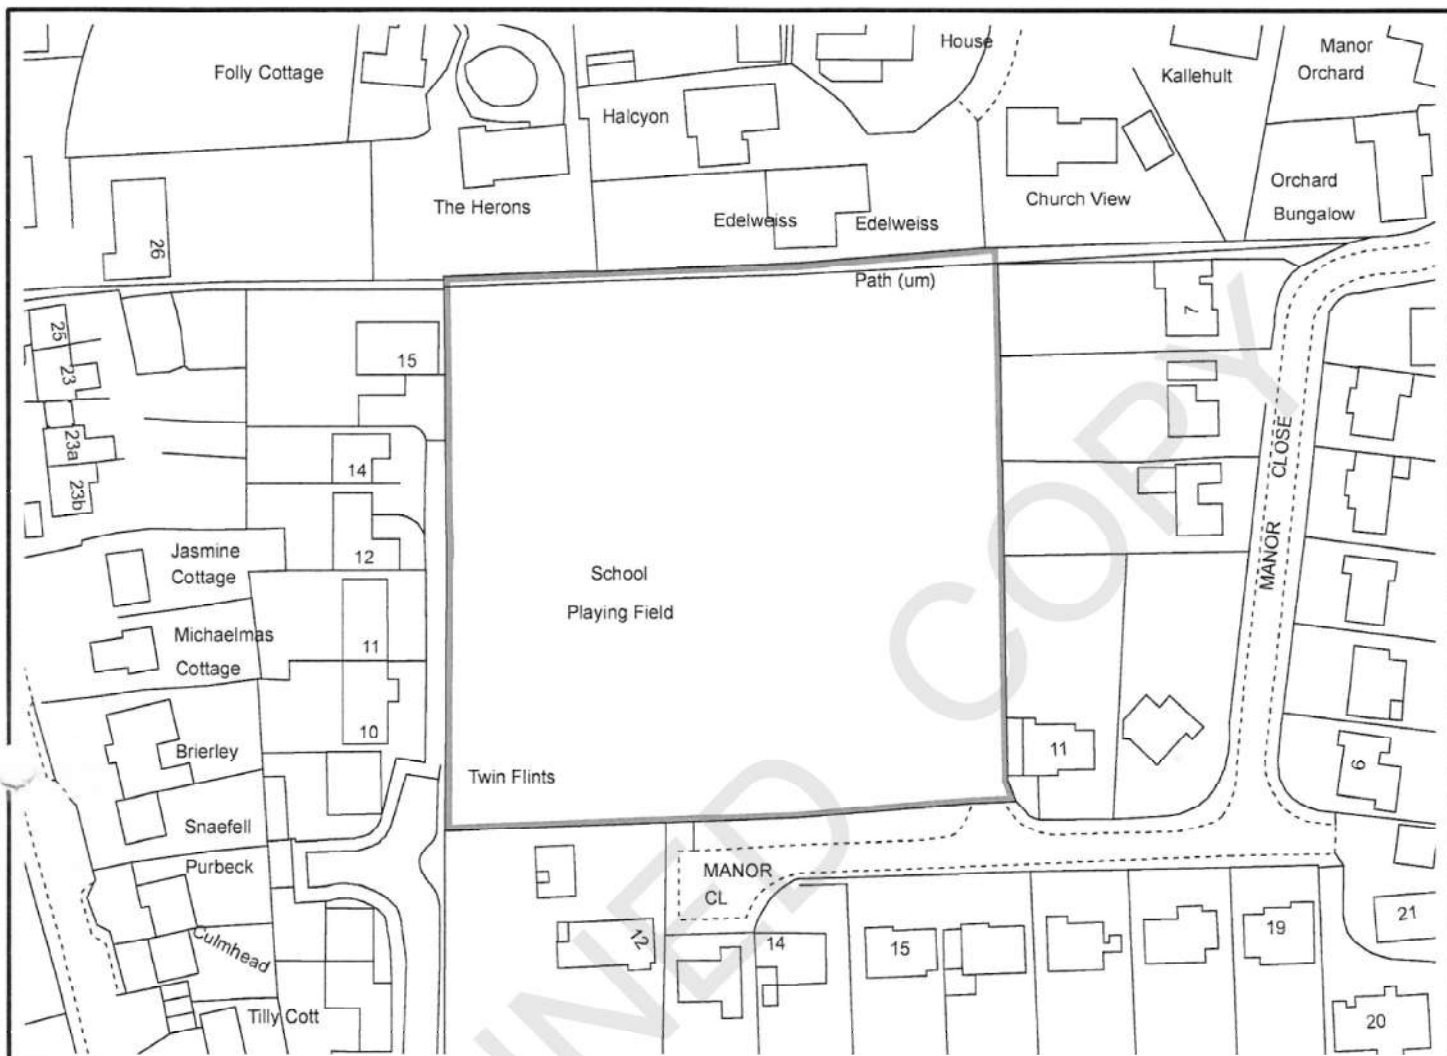 Folly Cottage
House
Kallehult
Manor
Orchard
Halcyon
The Herons
Edelweiss
Edelweiss
Church View
Orchard
Bungalow
26
Path (um)
7
25
23
23a
23b
15
14
12
11
10
Jasmine
Cottage
Michaelmas
Cottage
Brierley
Snaefell
Purbeck
Culmhead
Tilly Cott
School
Playing Field
Twin Flints
MANOR CLOSE
11
6
MANOR
CL
12
14
15
19
21
20
NED COPY